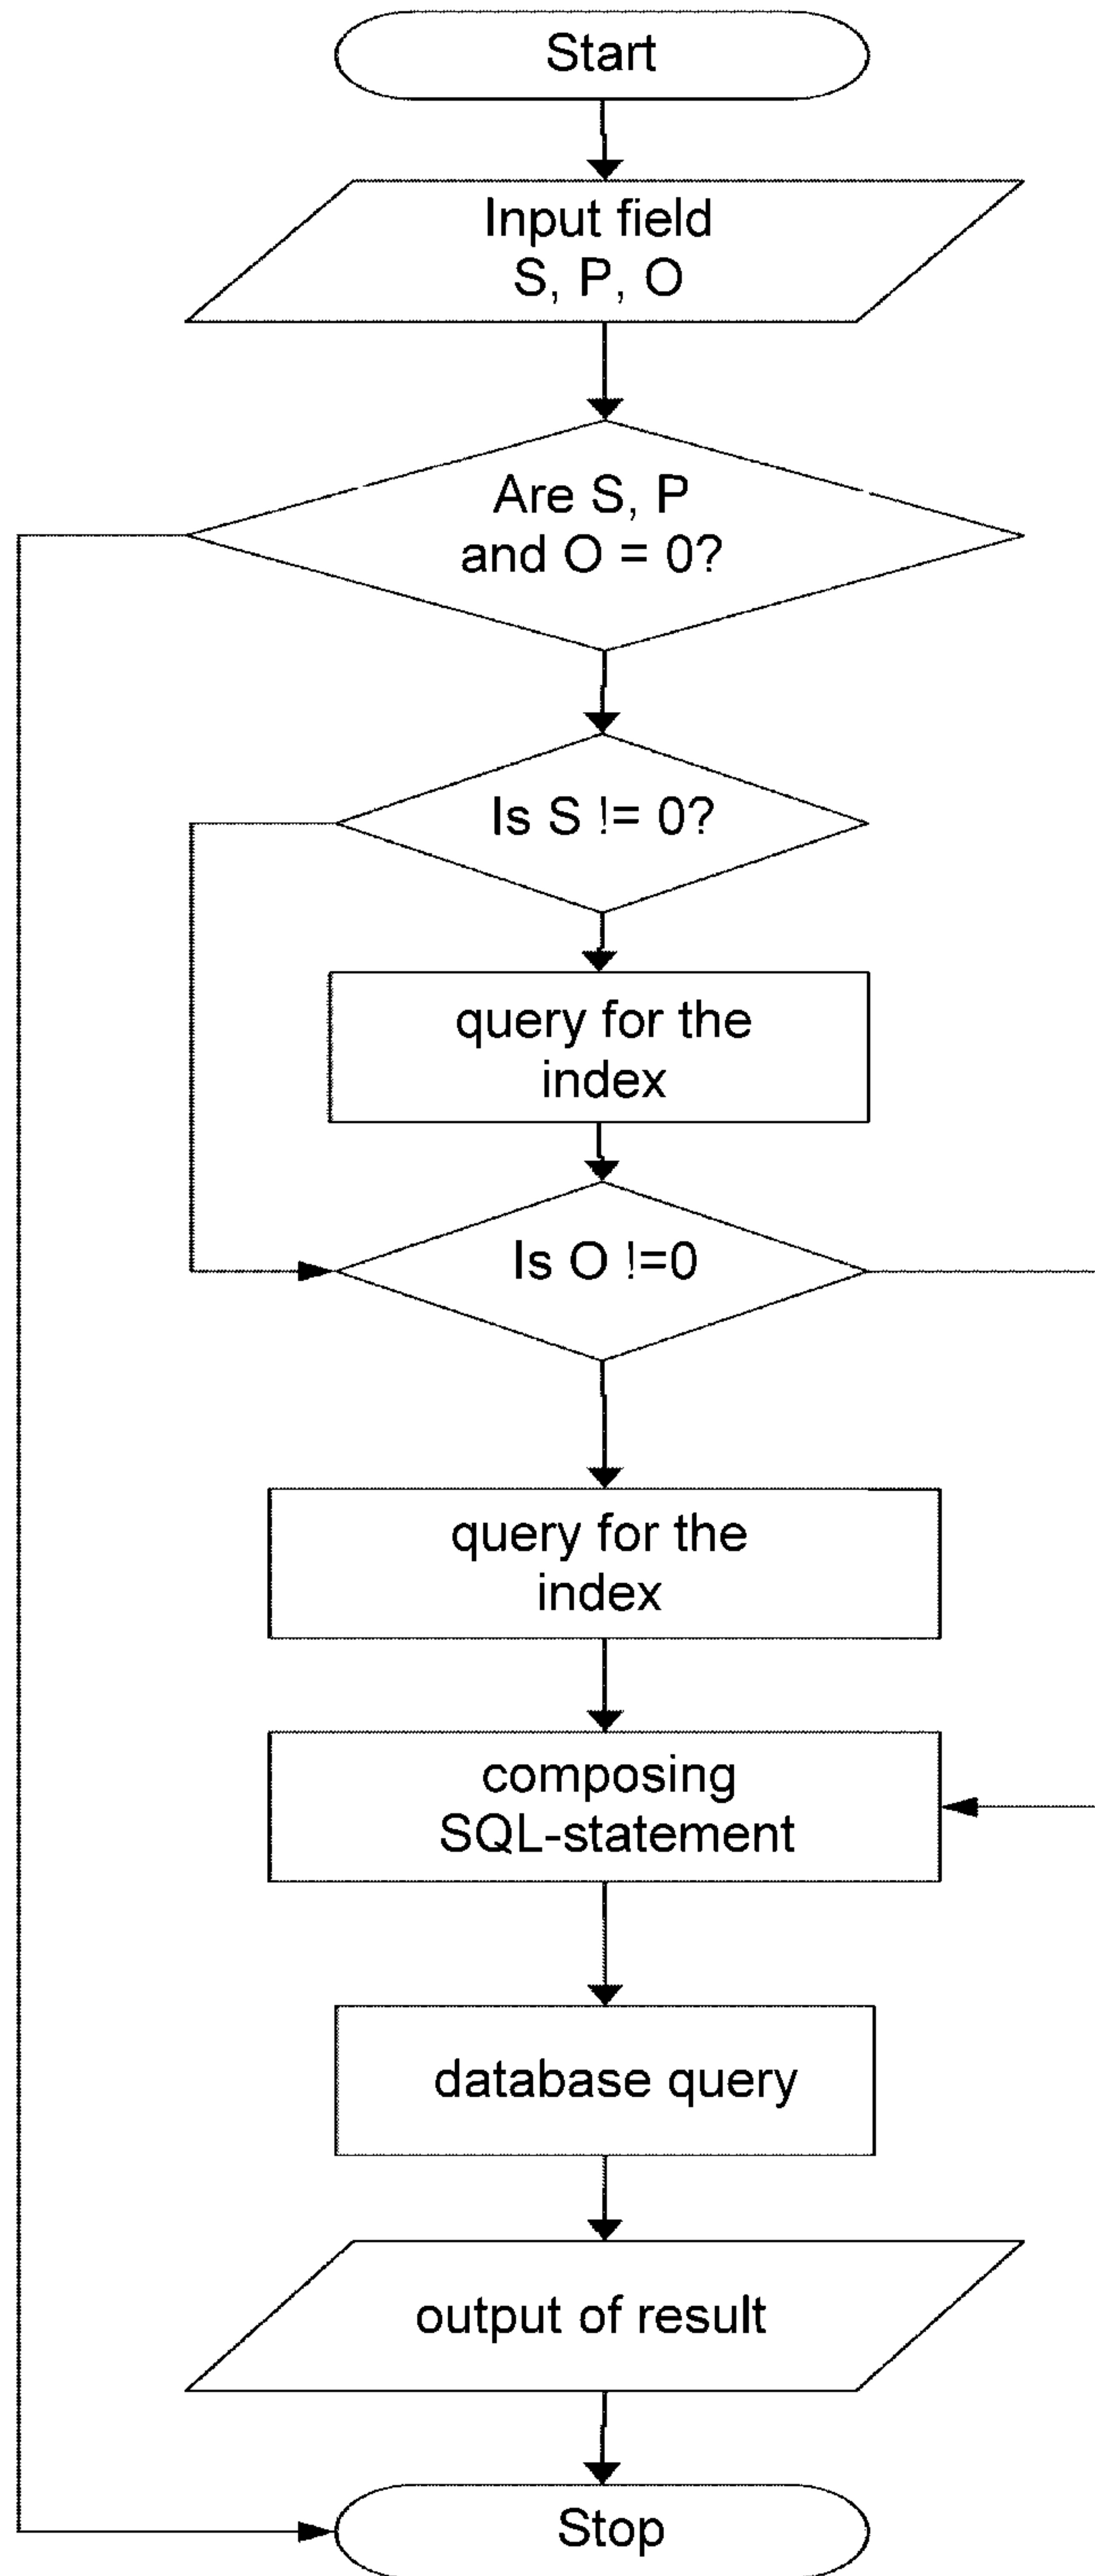 Start
Input field
S, P, O
Are S, P
and O = 0?
Is S != 0?
query for the
index
Is O !=0
query for the
index
composing
SQL-statement
database query
output of result
Stop